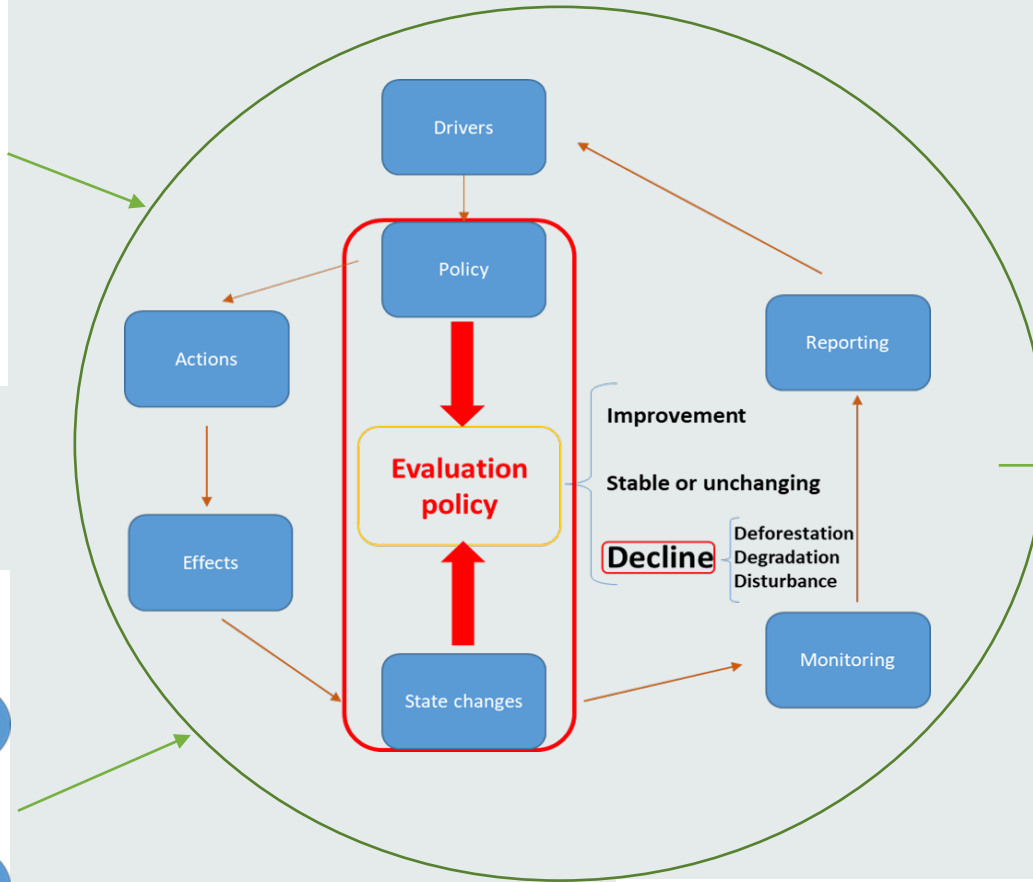 Drivers
Policy
Actions
Reporting
Improvement
Evaluation
policy
Stable or unchanging
Decline
Deforestation
Degradation
Disturbance
Effects
State changes
Monitoring